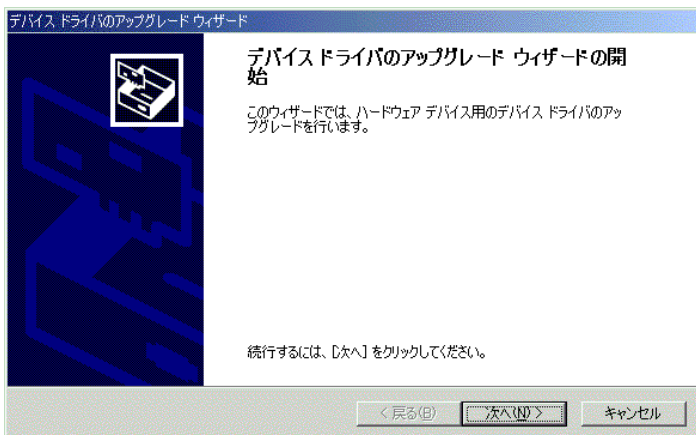 デバイス ドライバのアップグレード ウィザード
デバイス ドライバのアップグレード ウィザードの開
始
このウィザードでは、ハードウェア デバイス用のデバイス ドライバのアッ
プグレードを行います。
続行するには、[次へ] をクリックしてください。
< 戻る(B)
次へ(N) >
キャンセル